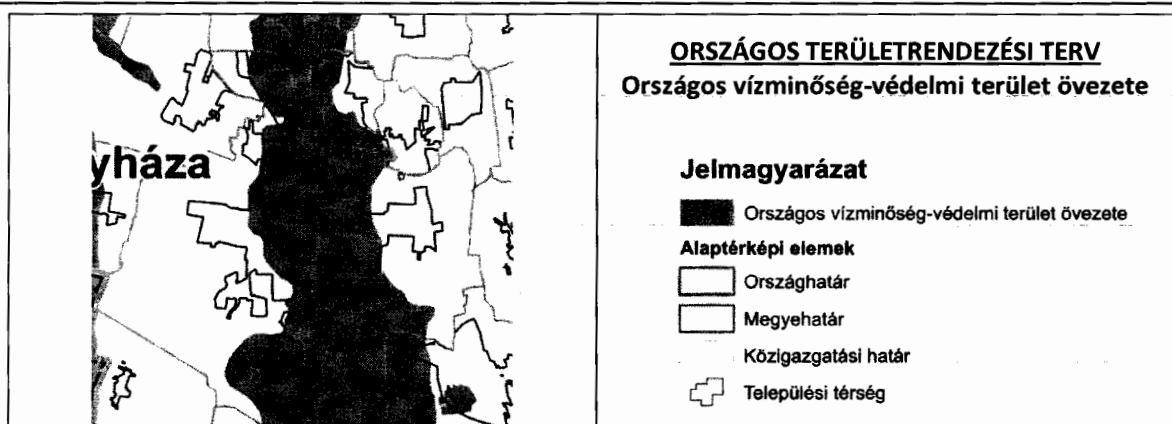 yháza
ORSZÁGOS TERÜLETRENDEZÉSI TERV
Országos vízminőség-védelmi terület övezete
Jelmagyarázat
Országos vízminőség-védelmi terület övezete
Alaptérképi elemek
Országhatár
Megyehatár
Közigazgatási határ
Települési térség